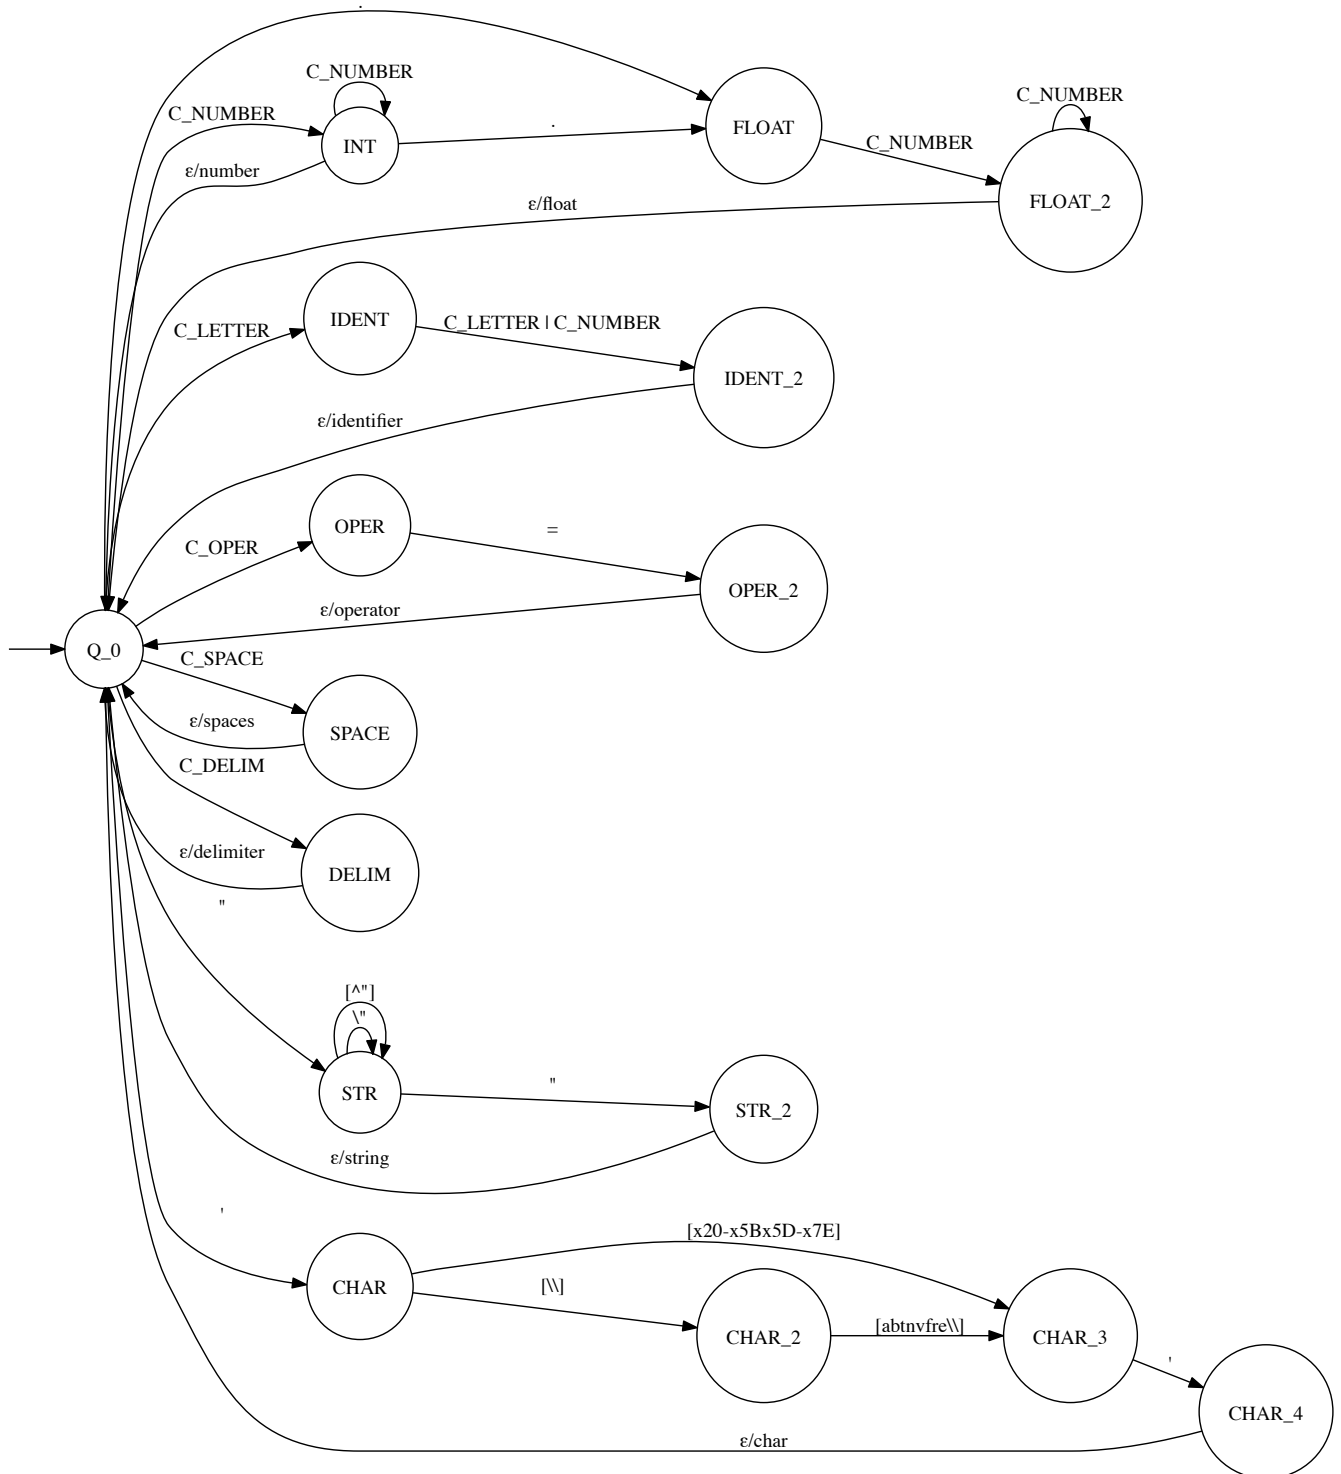 .
C_NUMBER
C_NUMBER
C_NUMBER
INT
.
FLOAT
C_NUMBER
ε/number
FLOAT_2
ε/float
IDENT
C_LETTER
C_LETTER | C_NUMBER
IDENT_2
ε/identifier
OPER
C_OPER
=
OPER_2
ε/operator
Q_0
C_SPACE
ε/spaces
SPACE
C_DELIM
ε/delimiter
DELIM
"
[^"]
\"
STR
"
STR_2
ε/string
'
[x20-x5Bx5D-x7E]
CHAR
[\\]
CHAR_2
[abtnvfre\\]
CHAR_3
'
CHAR_4
ε/char